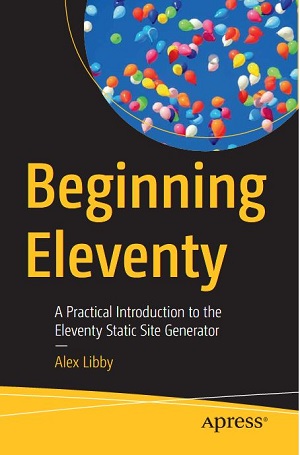 Beginning
Eleventy
A Practical Introduction to the
Eleventy Static Site Generator
—
Alex Libby
Apress®